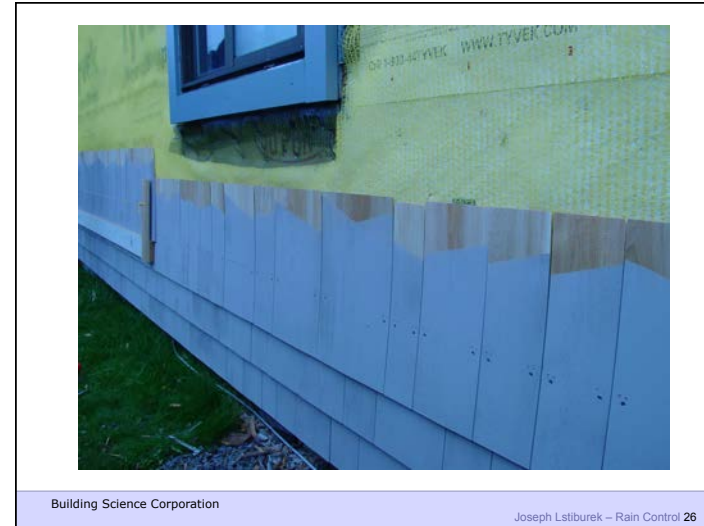 WWW.TYVEK.COM
Building Science Corporation
Joseph Lstiburek – Rain Control 26